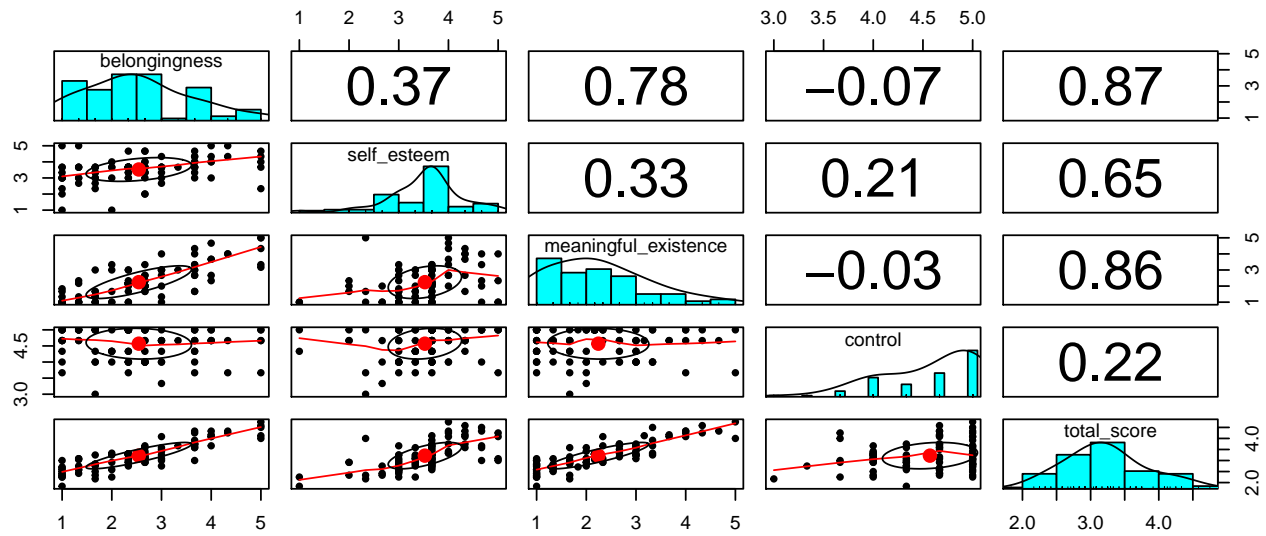 1 2 3 4 5 3.0 3.5 4.0 4.5 5.0
belongingness 0.37 0.78 −0.07 0.87 1 3 5
1 3 5 self_esteem 0.33 0.21 0.65
meaningful_existence −0.03 0.86 1 3 5
3.0 4.5 control 0.22
total_score 2.0 4.0
1 2 3 4 5 1 2 3 4 5 2.0 3.0 4.0